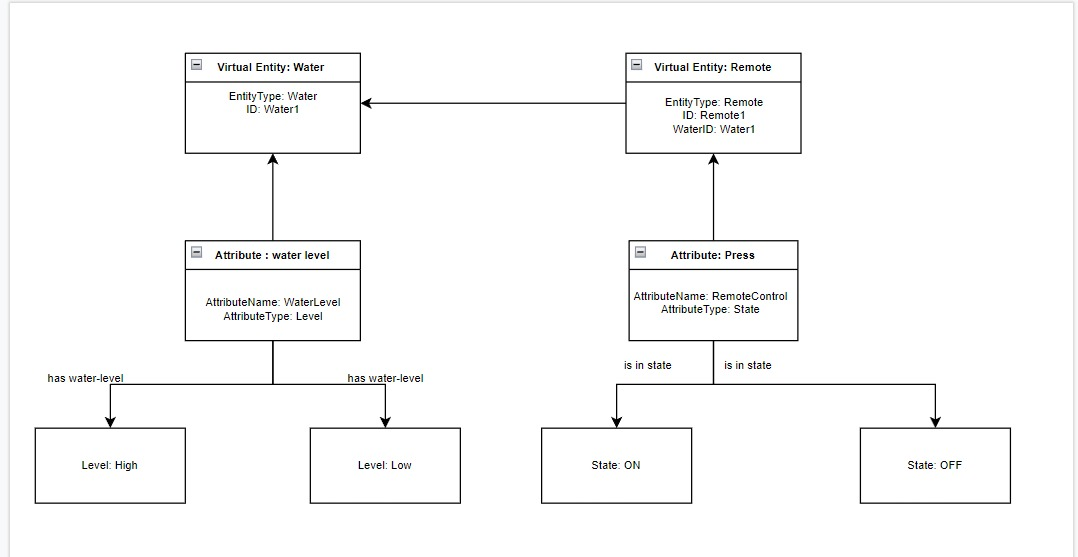 Virtual Entity: Water
EntityType: Water
ID: Water1
Virtual Entity: Remote
EntityType: Remote
ID: Remote1
WaterID: Water1
Attribute : water level
AttributeName: WaterLevel
AttributeType: Level
Attribute: Press
AttributeName: RemoteControl
AttributeType: State
has water-level
has water-level
is in state
is in state
Level: High
Level: Low
State: ON
State: OFF